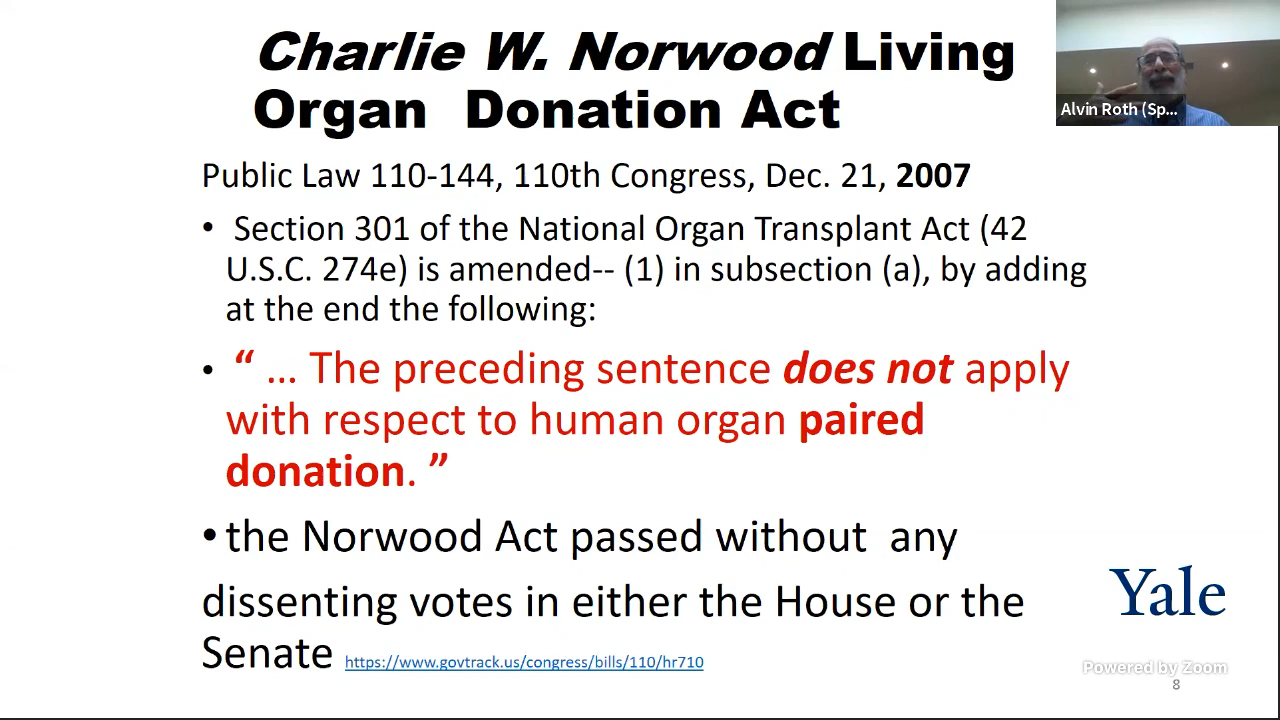 Charlie W. Norwood Living
Organ Donation Act
Alvin Roth (Sp...
Public Law 110-144, 110th Congress, Dec. 21, 2007
• Section 301 of the National Organ Transplant Act (42
U.S.C. 274e) is amended-- (1) in subsection (a), by adding
at the end the following:
• “ … The preceding sentence does not apply
with respect to human organ paired
donation. ”
• the Norwood Act passed without any
dissenting votes in either the House or the
Senate https://www.govtrack.us/congress/bills/110/hr710
Yale
Powered by Zoom
8